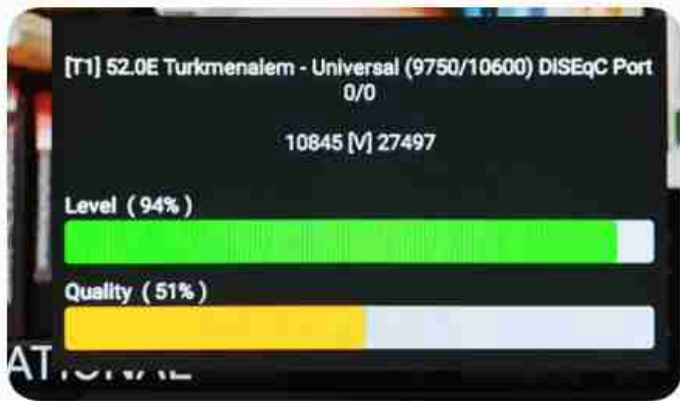 [T1] 52.0E Turkmenalem - Universal (9750/10600) DiSEqC Port
0/0
10845 [V] 27497
Level ( 94% )
Quality ( 51% )